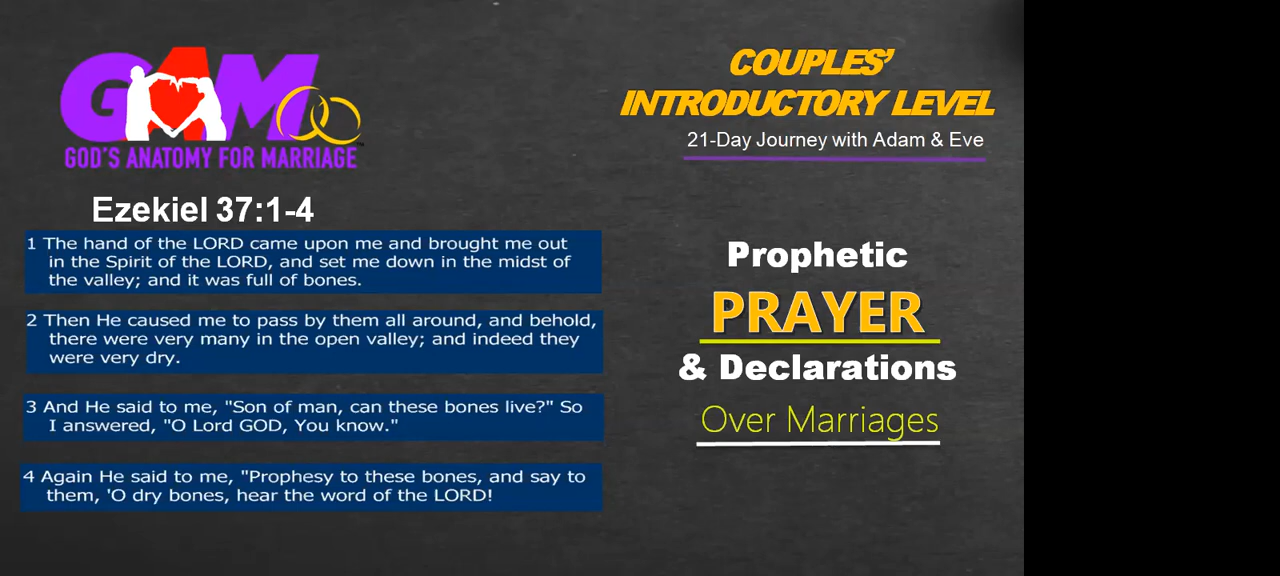 GAM
GOD'S ANATOMY FOR MARRIAGE
COUPLES'
INTRODUCTORY LEVEL
21-Day Journey with Adam & Eve
Ezekiel 37:1-4
1 The hand of the LORD came upon me and brought me out
in the Spirit of the LORD, and set me down in the midst of
the valley; and it was full of bones.
2 Then He caused me to pass by them all around, and behold,
there were very many in the open valley; and indeed they
were very dry.
3 And He said to me, "Son of man, can these bones live?" So
I answered, "O Lord GOD, You know."
4 Again He said to me, "Prophesy to these bones, and say to
them, 'O dry bones, hear the word of the LORD!
Prophetic
PRAYER
& Declarations
Over Marriages